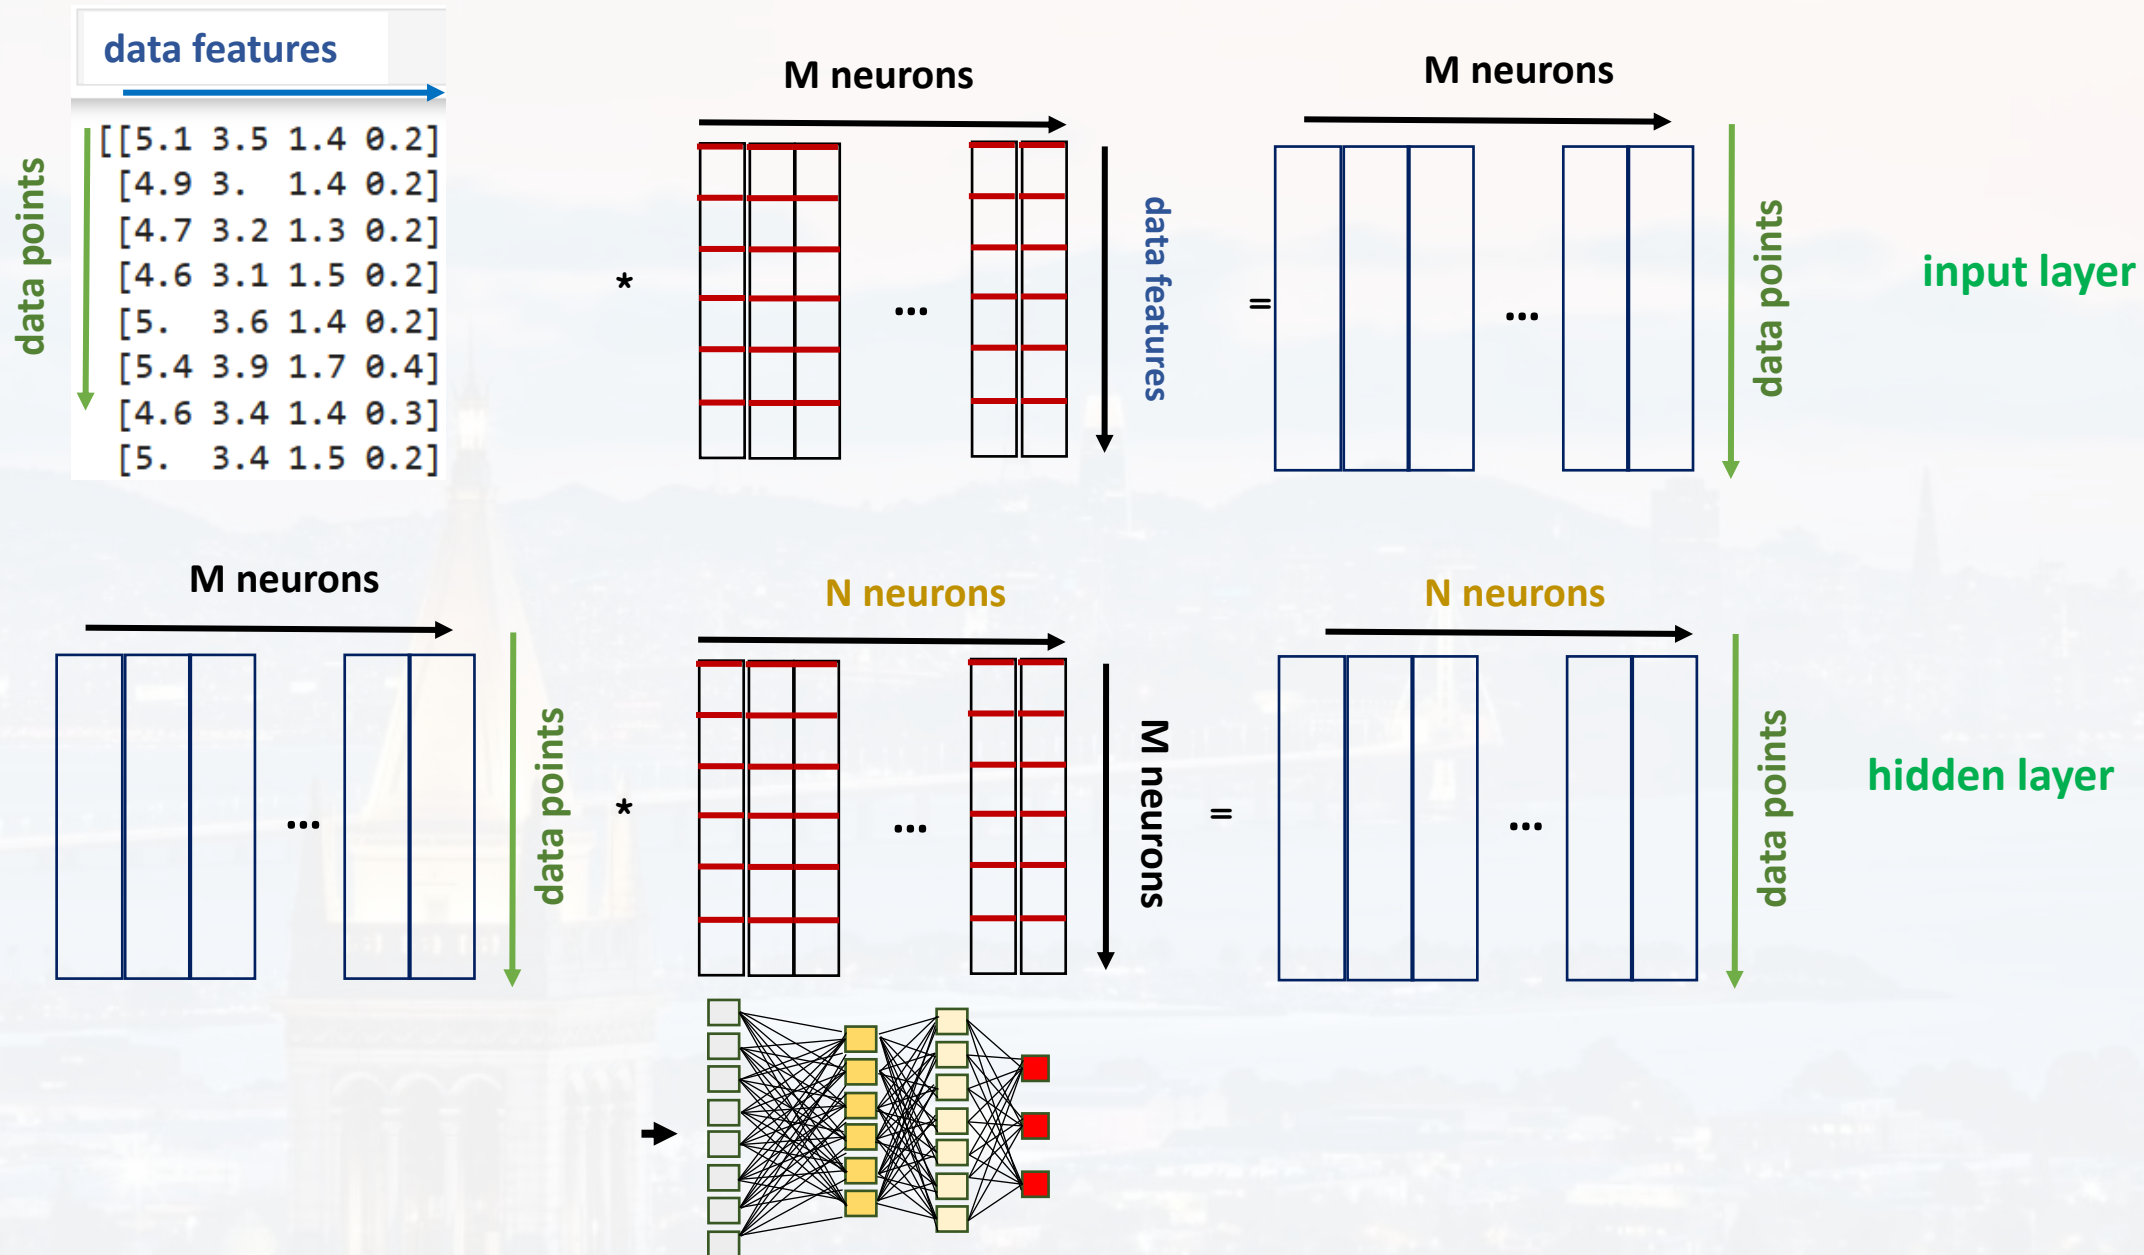 data features
data points
[[5.1 3.5 1.4 0.2]
[4.9 3. 1.4 0.2]
[4.7 3.2 1.3 0.2]
[4.6 3.1 1.5 0.2]
[5. 3.6 1.4 0.2]
[5.4 3.9 1.7 0.4]
[4.6 3.4 1.4 0.3]
[5. 3.4 1.5 0.2]
*
M neurons
...
data features
=
M neurons
...
data points
input layer
M neurons
...
data points
*
N neurons
...
M neurons
=
N neurons
...
data points
hidden layer